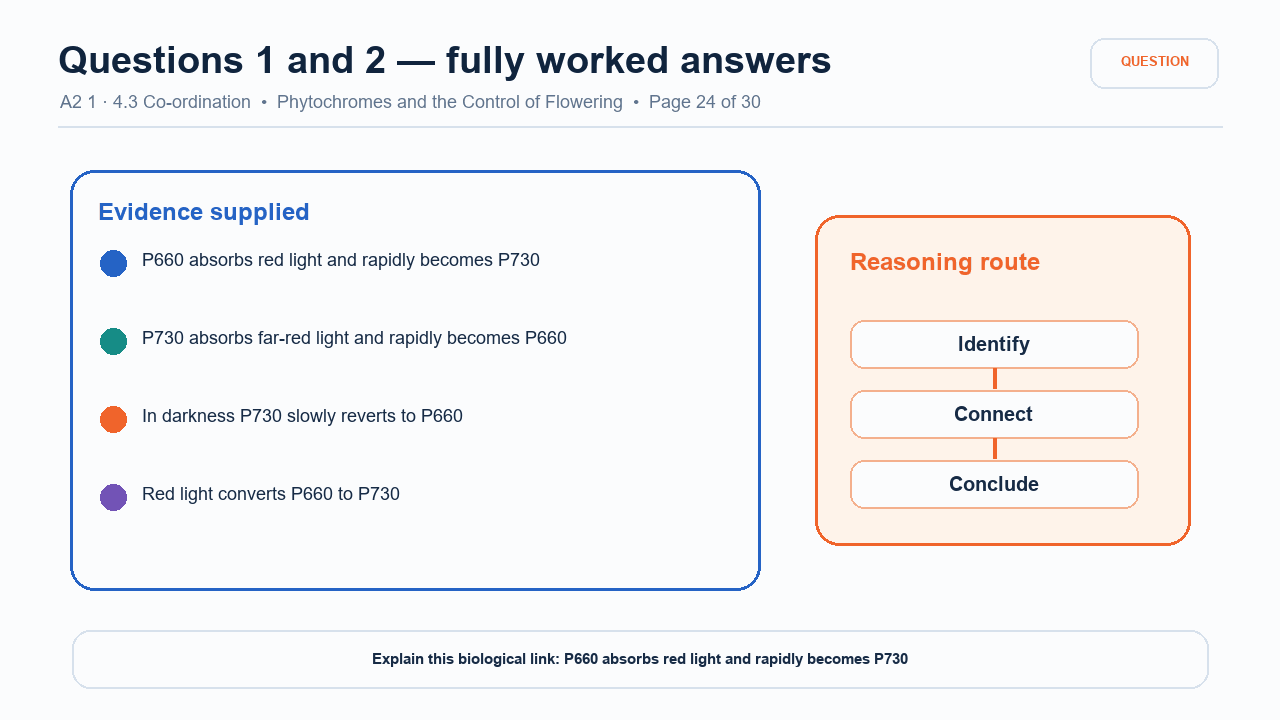 Questions 1 and 2 — fully worked answers
QUESTION
A2 1 · 4.3 Co-ordination • Phytochromes and the Control of Flowering • Page 24 of 30
Evidence supplied
P660 absorbs red light and rapidly becomes P730
P730 absorbs far-red light and rapidly becomes P660
In darkness P730 slowly reverts to P660
Red light converts P660 to P730
Reasoning route
Identify
Connect
Conclude
Explain this biological link: P660 absorbs red light and rapidly becomes P730